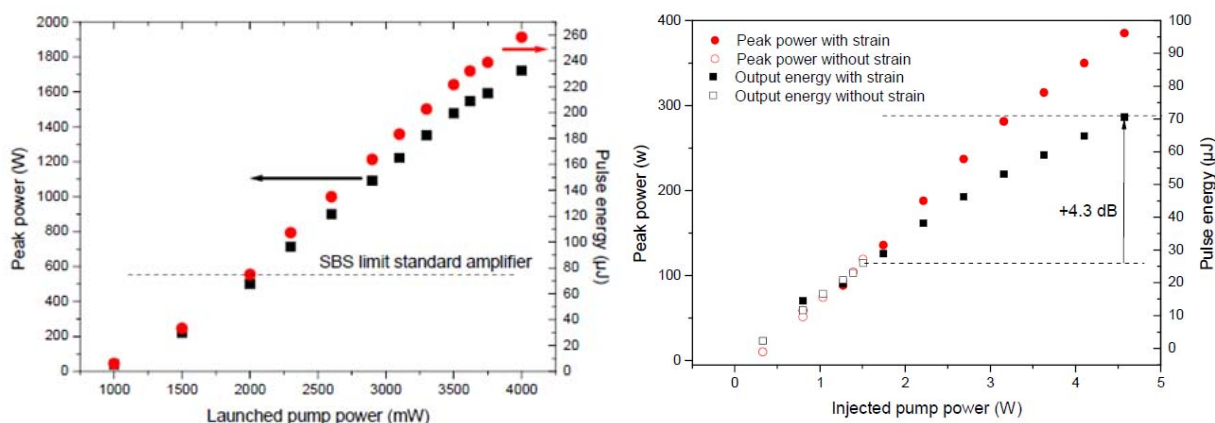 2000
1800
1600
1400
1200
1000
800
600
400
200
0
Peak power (W)
260
240
220
200
180
160
140
120
100
80
60
40
20
0
Pulse energy (µJ)
SBS limit standard amplifier
1000 1500 2000 2500 3000 3500 4000
Launched pump power (mW)
400
300
200
100
0
Peak power (w)
Peak power with strain
Peak power without strain
Output energy with strain
Output energy without strain
+4.3 dB
100
90
80
70
60
50
40
30
20
10
0
Pulse energy (µJ)
0 1 2 3 4 5
Injected pump power (W)